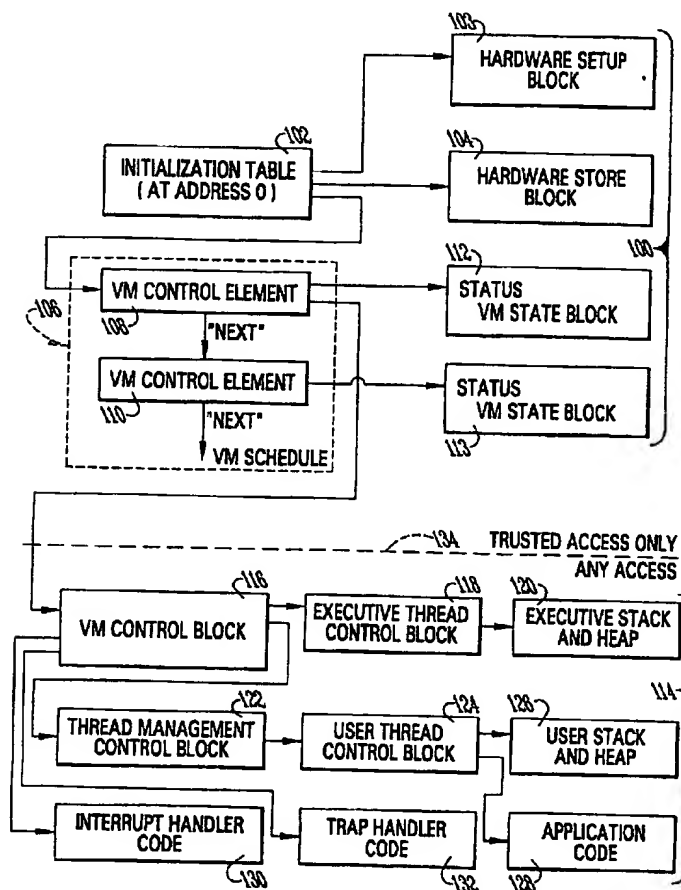 103
HARDWARE SETUP
BLOCK
102
INITIALIZATION TABLE
( AT ADDRESS 0 )
104
HARDWARE STORE
BLOCK
100
106
VM CONTROL ELEMENT
108
"NEXT"
112
STATUS
VM STATE BLOCK
VM CONTROL ELEMENT
110
"NEXT"
VM SCHEDULE
STATUS
VM STATE BLOCK
113
134
TRUSTED ACCESS ONLY
ANY ACCESS
116
VM CONTROL BLOCK
118
EXECUTIVE THREAD
CONTROL BLOCK
120
EXECUTIVE STACK
AND HEAP
114
122
THREAD MANAGEMENT
CONTROL BLOCK
124
USER THREAD
CONTROL BLOCK
126
USER STACK
AND HEAP
INTERRUPT HANDLER
CODE
130
TRAP HANDLER
CODE
132
APPLICATION
CODE
128